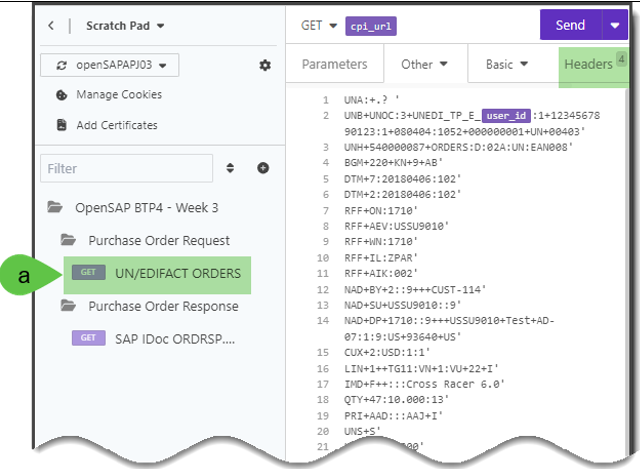 Scratch Pad
openSAPAPJ03
Manage Cookies
Add Certificates
Filter
OpenSAP BTP4 - Week 3
Purchase Order Request
a
GET UN/EDIFACT ORDERS
Purchase Order Response
GET SAP IDoc ORDRSP....
GET cpi_url Send
Parameters Other Basic Headers 4
1 UNA:+.? '
2 UNB+UNOC:3+UNEDI_TP_E_ user_id :1+12345678
90123:1+080404:1052+000000001+UN+00403'
3 UNH+540000087+ORDERS:D:02A:UN:EAN008'
4 BGM+220+KN+9+AB'
5 DTM+7:20180406:102'
6 DTM+2:20180406:102'
7 RFF+ON:1710'
8 RFF+AEV:USSU9010'
9 RFF+WN:1710'
10 RFF+IL:ZPAR'
11 RFF+AIK:002'
12 NAD+BY+2::9+++CUST-114'
13 NAD+SU+USSU9010::9'
14 NAD+DP+1710::9+++USSU9010+Test+AD-
07:1:9:US+93640+US'
15 CUX+2:USD:1:1'
16 LIN+1++TG11:VN+1:VU+22+I'
17 IMD+F++:::Cross Racer 6.0'
18 QTY+47:10.000:13'
19 PRI+AAD:::AAJ+I'
20 UNS+S'
21